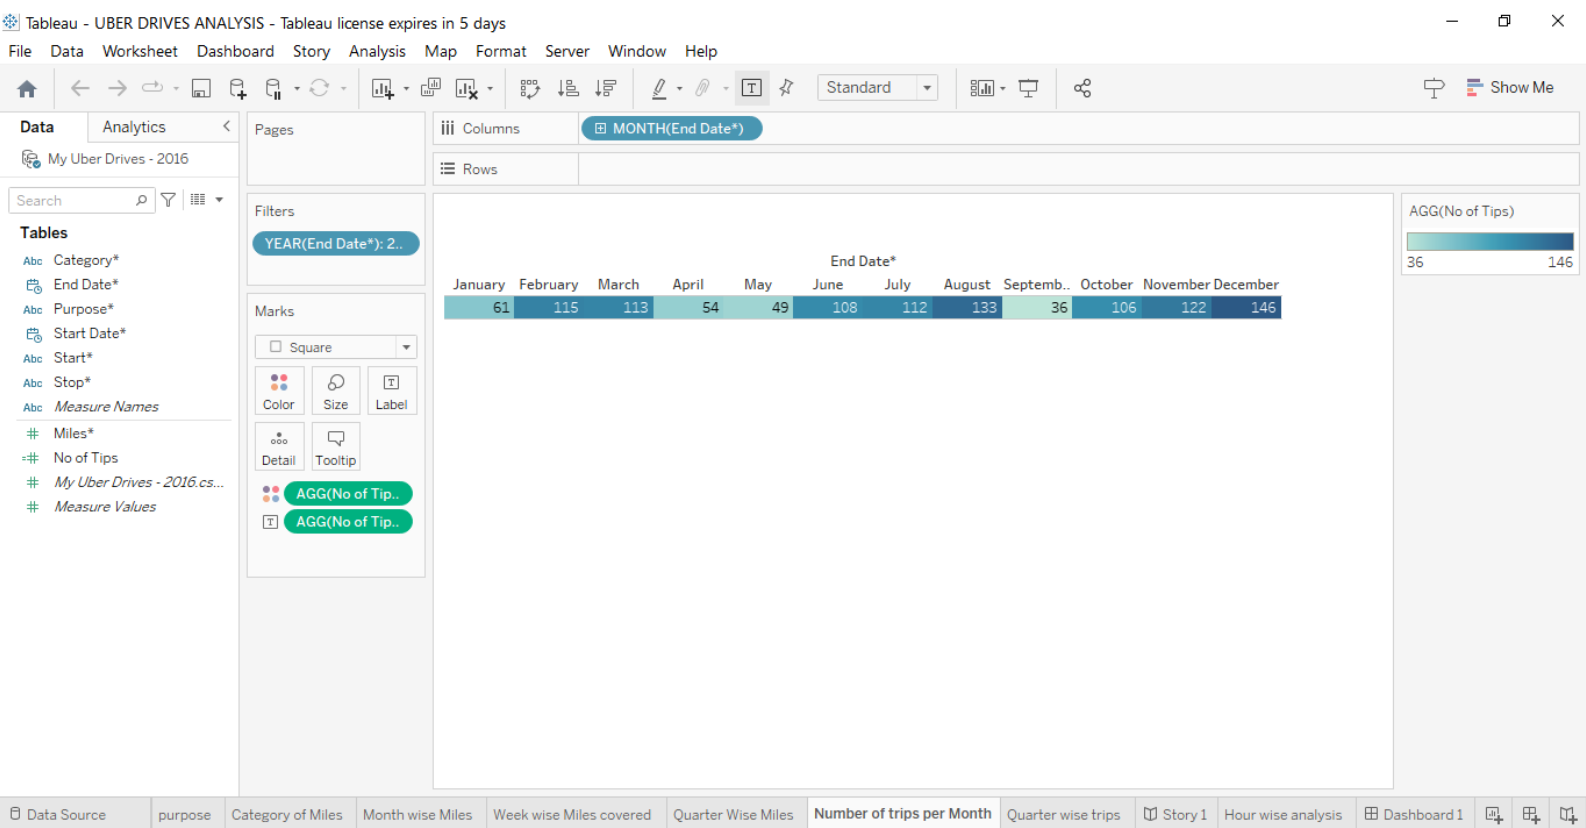 Tableau - UBER DRIVES ANALYSIS - Tableau license expires in 5 days
File Data Worksheet Dashboard Story Analysis Map Format Server Window Help
Standard
Show Me
Data Analytics
My Uber Drives - 2016
Search
Tables
Abc Category*
End Date*
Abc Purpose*
Start Date*
Abc Start*
Abc Stop*
Abc Measure Names
# Miles*
=# No of Tips
# My Uber Drives - 2016.cs...
# Measure Values
Pages
Filters
YEAR(End Date*): 2..
Marks
Square
Color Size T Label
Detail Tooltip
AGG(No of Tip..
T AGG(No of Tip..
Columns MONTH(End Date*)
Rows
End Date*
January February March April May June July August Septemb.. October November December
61 115 113 54 49 108 112 133 36 106 122 146
AGG(No of Tips)
36 146
Data Source purpose Category of Miles Month wise Miles Week wise Miles covered Quarter Wise Miles Number of trips per Month Quarter wise trips Story 1 Hour wise analysis Dashboard 1